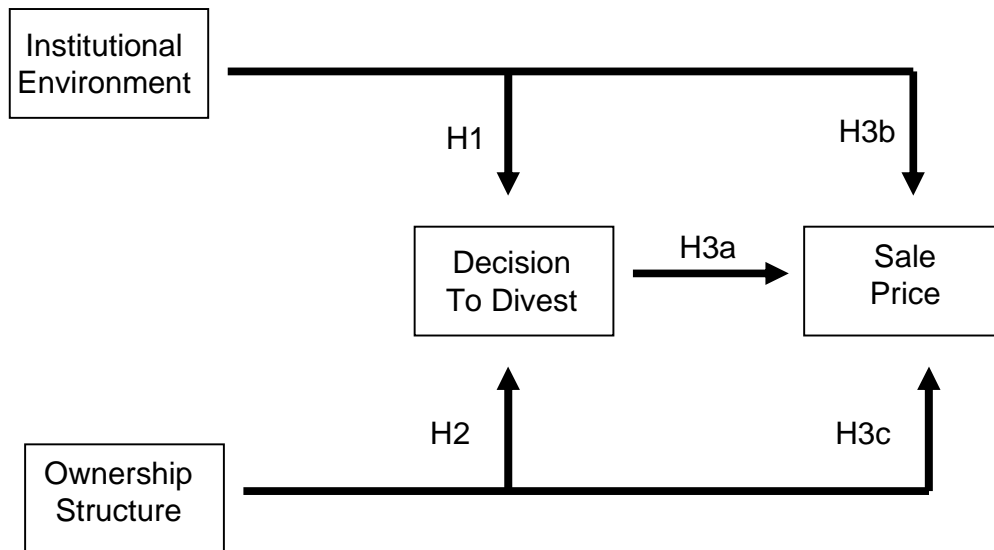 Institutional
Environment
H1
H3b
Decision
To Divest
H3a
Sale
Price
H2
H3c
Ownership
Structure